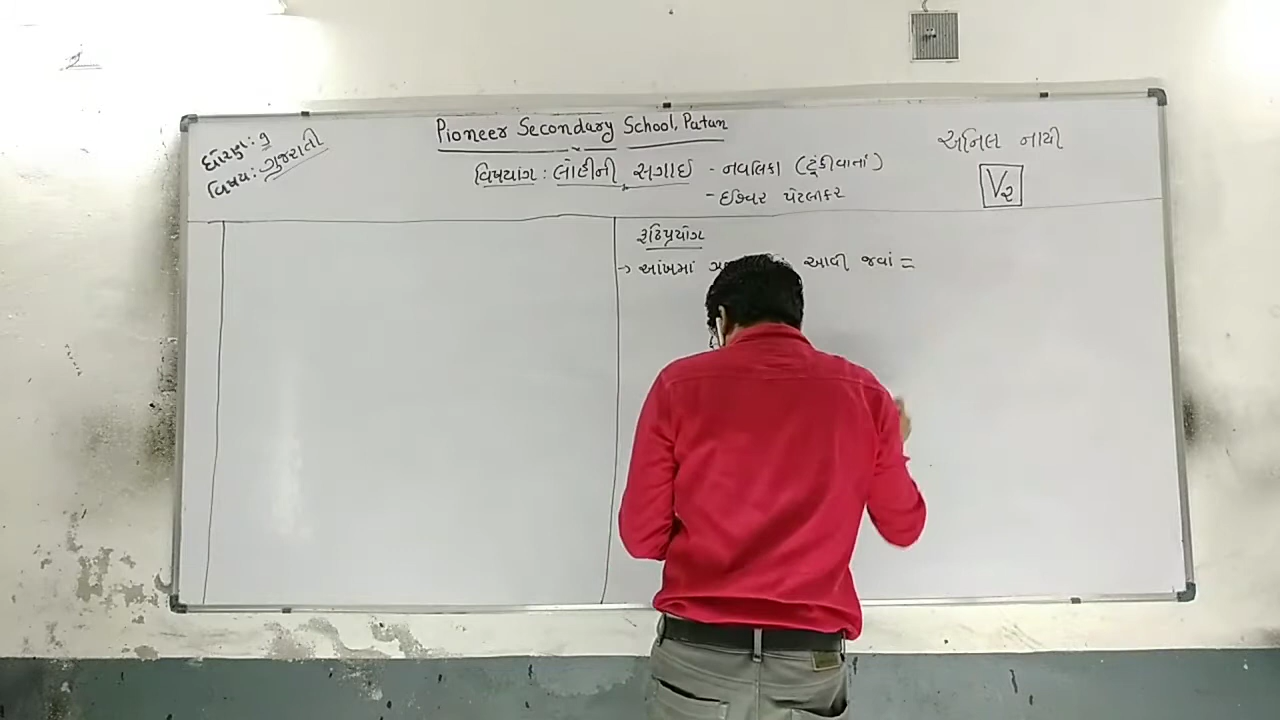 Pioneer Secondary School, Patan
ધોરણ: ૬
વિષય: ગુજરાતી
વિષયાંગ: લોહીની સગાઈ - નવલિકા (ટૂંકીવાર્તા)
- ઈશ્વર પેટલીકર
અનિલ નાયી
V૨
રૂઢિપ્રયોગ
→ આંખમાં આવી જવાં =